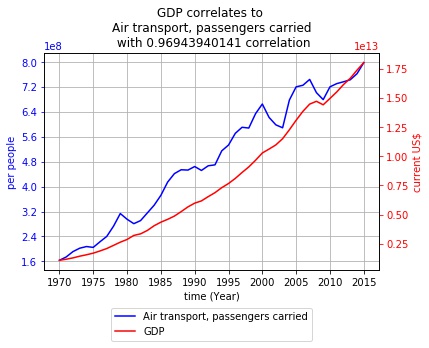 GDP correlates to
Air transport, passengers carried
with 0.96943940141 correlation
1e8
1e13
8.0
7.2
6.4
5.6
4.8
4.0
3.2
2.4
1.6
per people
1.75
1.50
1.25
1.00
0.75
0.50
0.25
current US$
1970 1975 1980 1985 1990 1995 2000 2005 2010 2015
time (Year)
Air transport, passengers carried
GDP